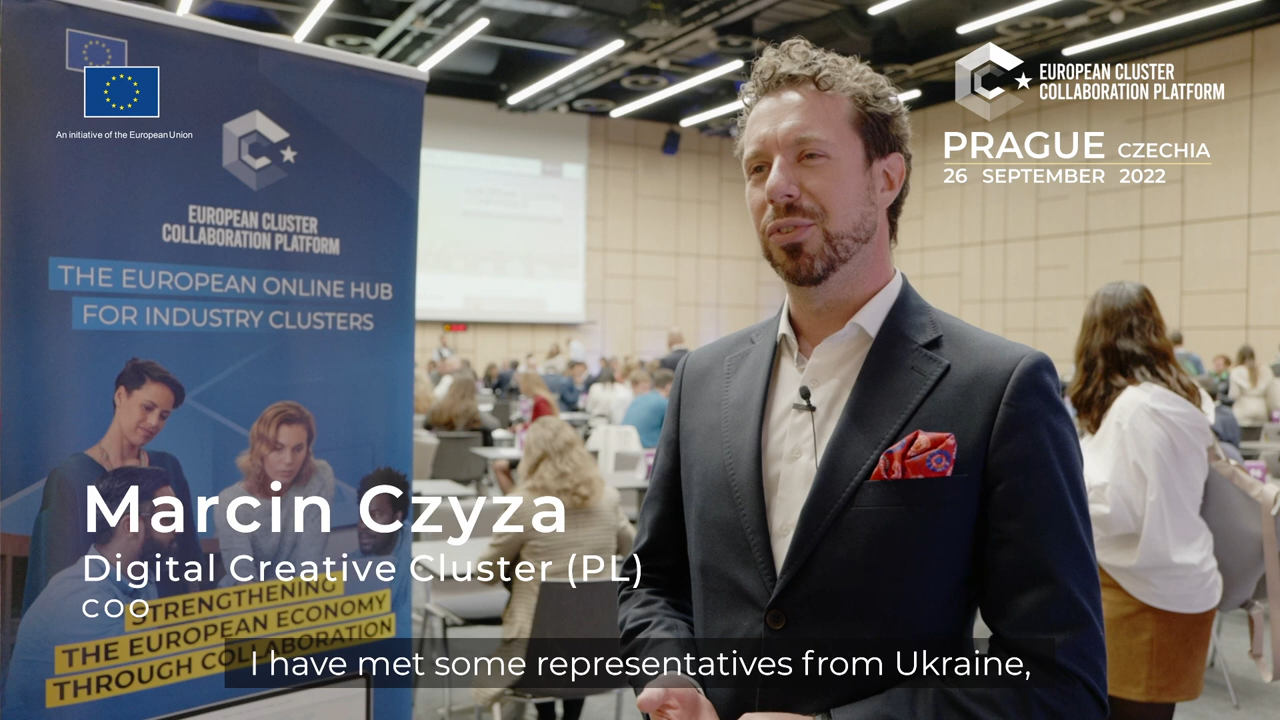 An initiative of the European Union
EUROPEAN CLUSTER
COLLABORATION PLATFORM
THE EUROPEAN ONLINE HUB
FOR INDUSTRY CLUSTERS
STRENGTHENING
THE EUROPEAN ECONOMY
THROUGH COLLABORATION
EUROPEAN CLUSTER
COLLABORATION PLATFORM
PRAGUE CZECHIA
26 SEPTEMBER 2022
Marcin Czyza
Digital Creative Cluster (PL)
COO
I have met some representatives from Ukraine,